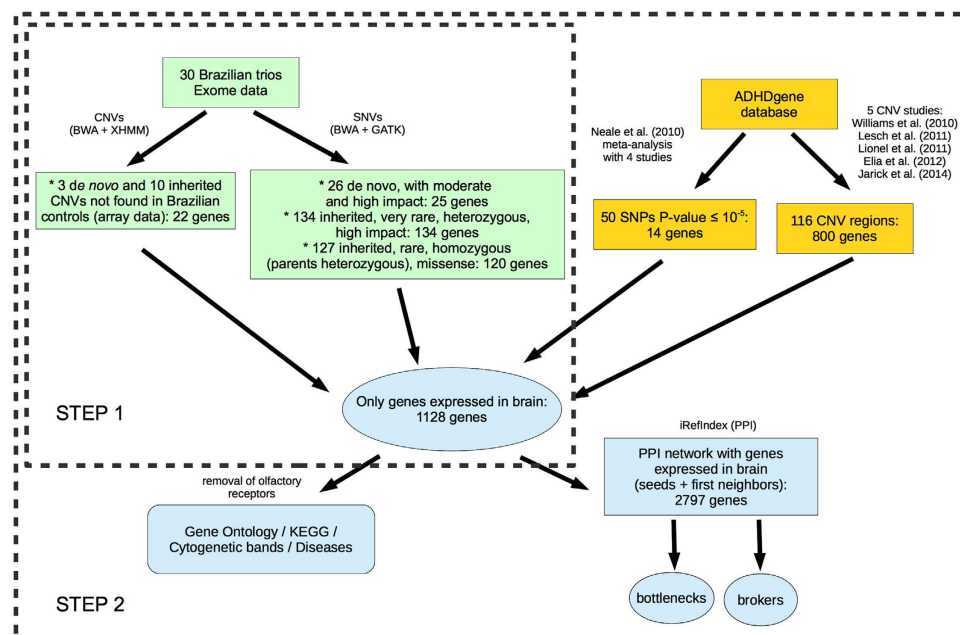 30 Brazilian trios
Exome data
CNVs
(BWA + XHMM)
SNVs
(BWA + GATK)
* 3 de novo and 10 inherited
CNVs not found in Brazilian
controls (array data): 22 genes
* 26 de novo, with moderate
and high impact: 25 genes
* 134 inherited, very rare, heterozygous,
high impact: 134 genes
* 127 inherited, rare, homozygous
(parents heterozygous), missense: 120 genes
ADHDgene
database
Neale et al. (2010)
meta-analysis
with 4 studies
5 CNV studies:
Williams et al. (2010)
Lesch et al. (2011)
Lionel et al. (2011)
Elia et al. (2012)
Jarick et al. (2014)
50 SNPs P-value ≤ 10⁻⁵:
14 genes
116 CNV regions:
800 genes
Only genes expressed in brain:
1128 genes
STEP 1
iRefIndex (PPI)
PPI network with genes
expressed in brain
(seeds + first neighbors):
2797 genes
removal of olfactory
receptors
Gene Ontology / KEGG /
Cytogenetic bands / Diseases
bottlenecks
brokers
STEP 2